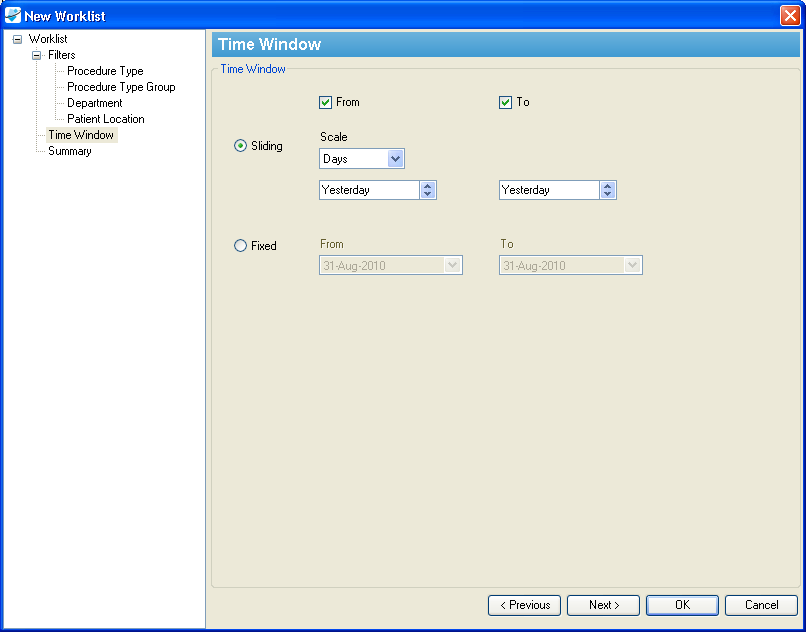 New Worklist
Worklist
Filters
Procedure Type
Procedure Type Group
Department
Patient Location
Time Window
Summary
Time Window
Time Window
From To
Sliding
Scale
Days
Yesterday Yesterday
Fixed
From To
31-Aug-2010 31-Aug-2010
< Previous Next > OK Cancel